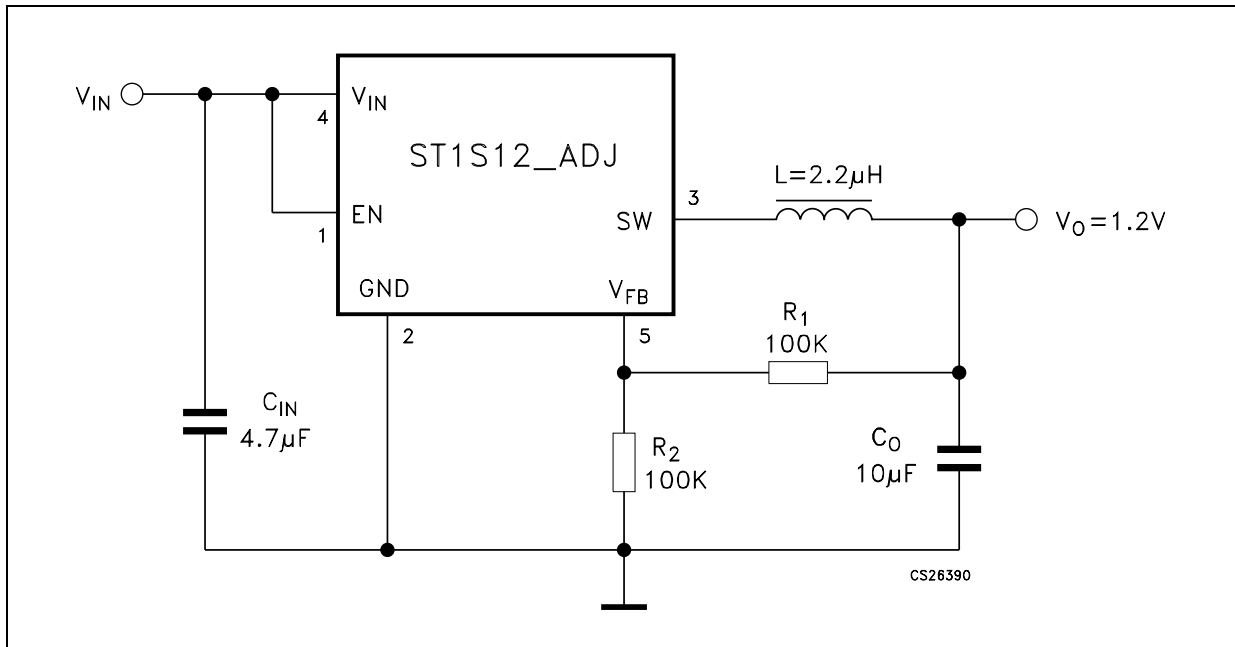 V_IN
V_IN
4
ST1S12_ADJ
L=2.2µH
3
EN
1
SW
V_O=1.2V
GND
V_FB
2
5
R_1
100K
C_IN
4.7µF
R_2
100K
C_O
10µF
CS26390